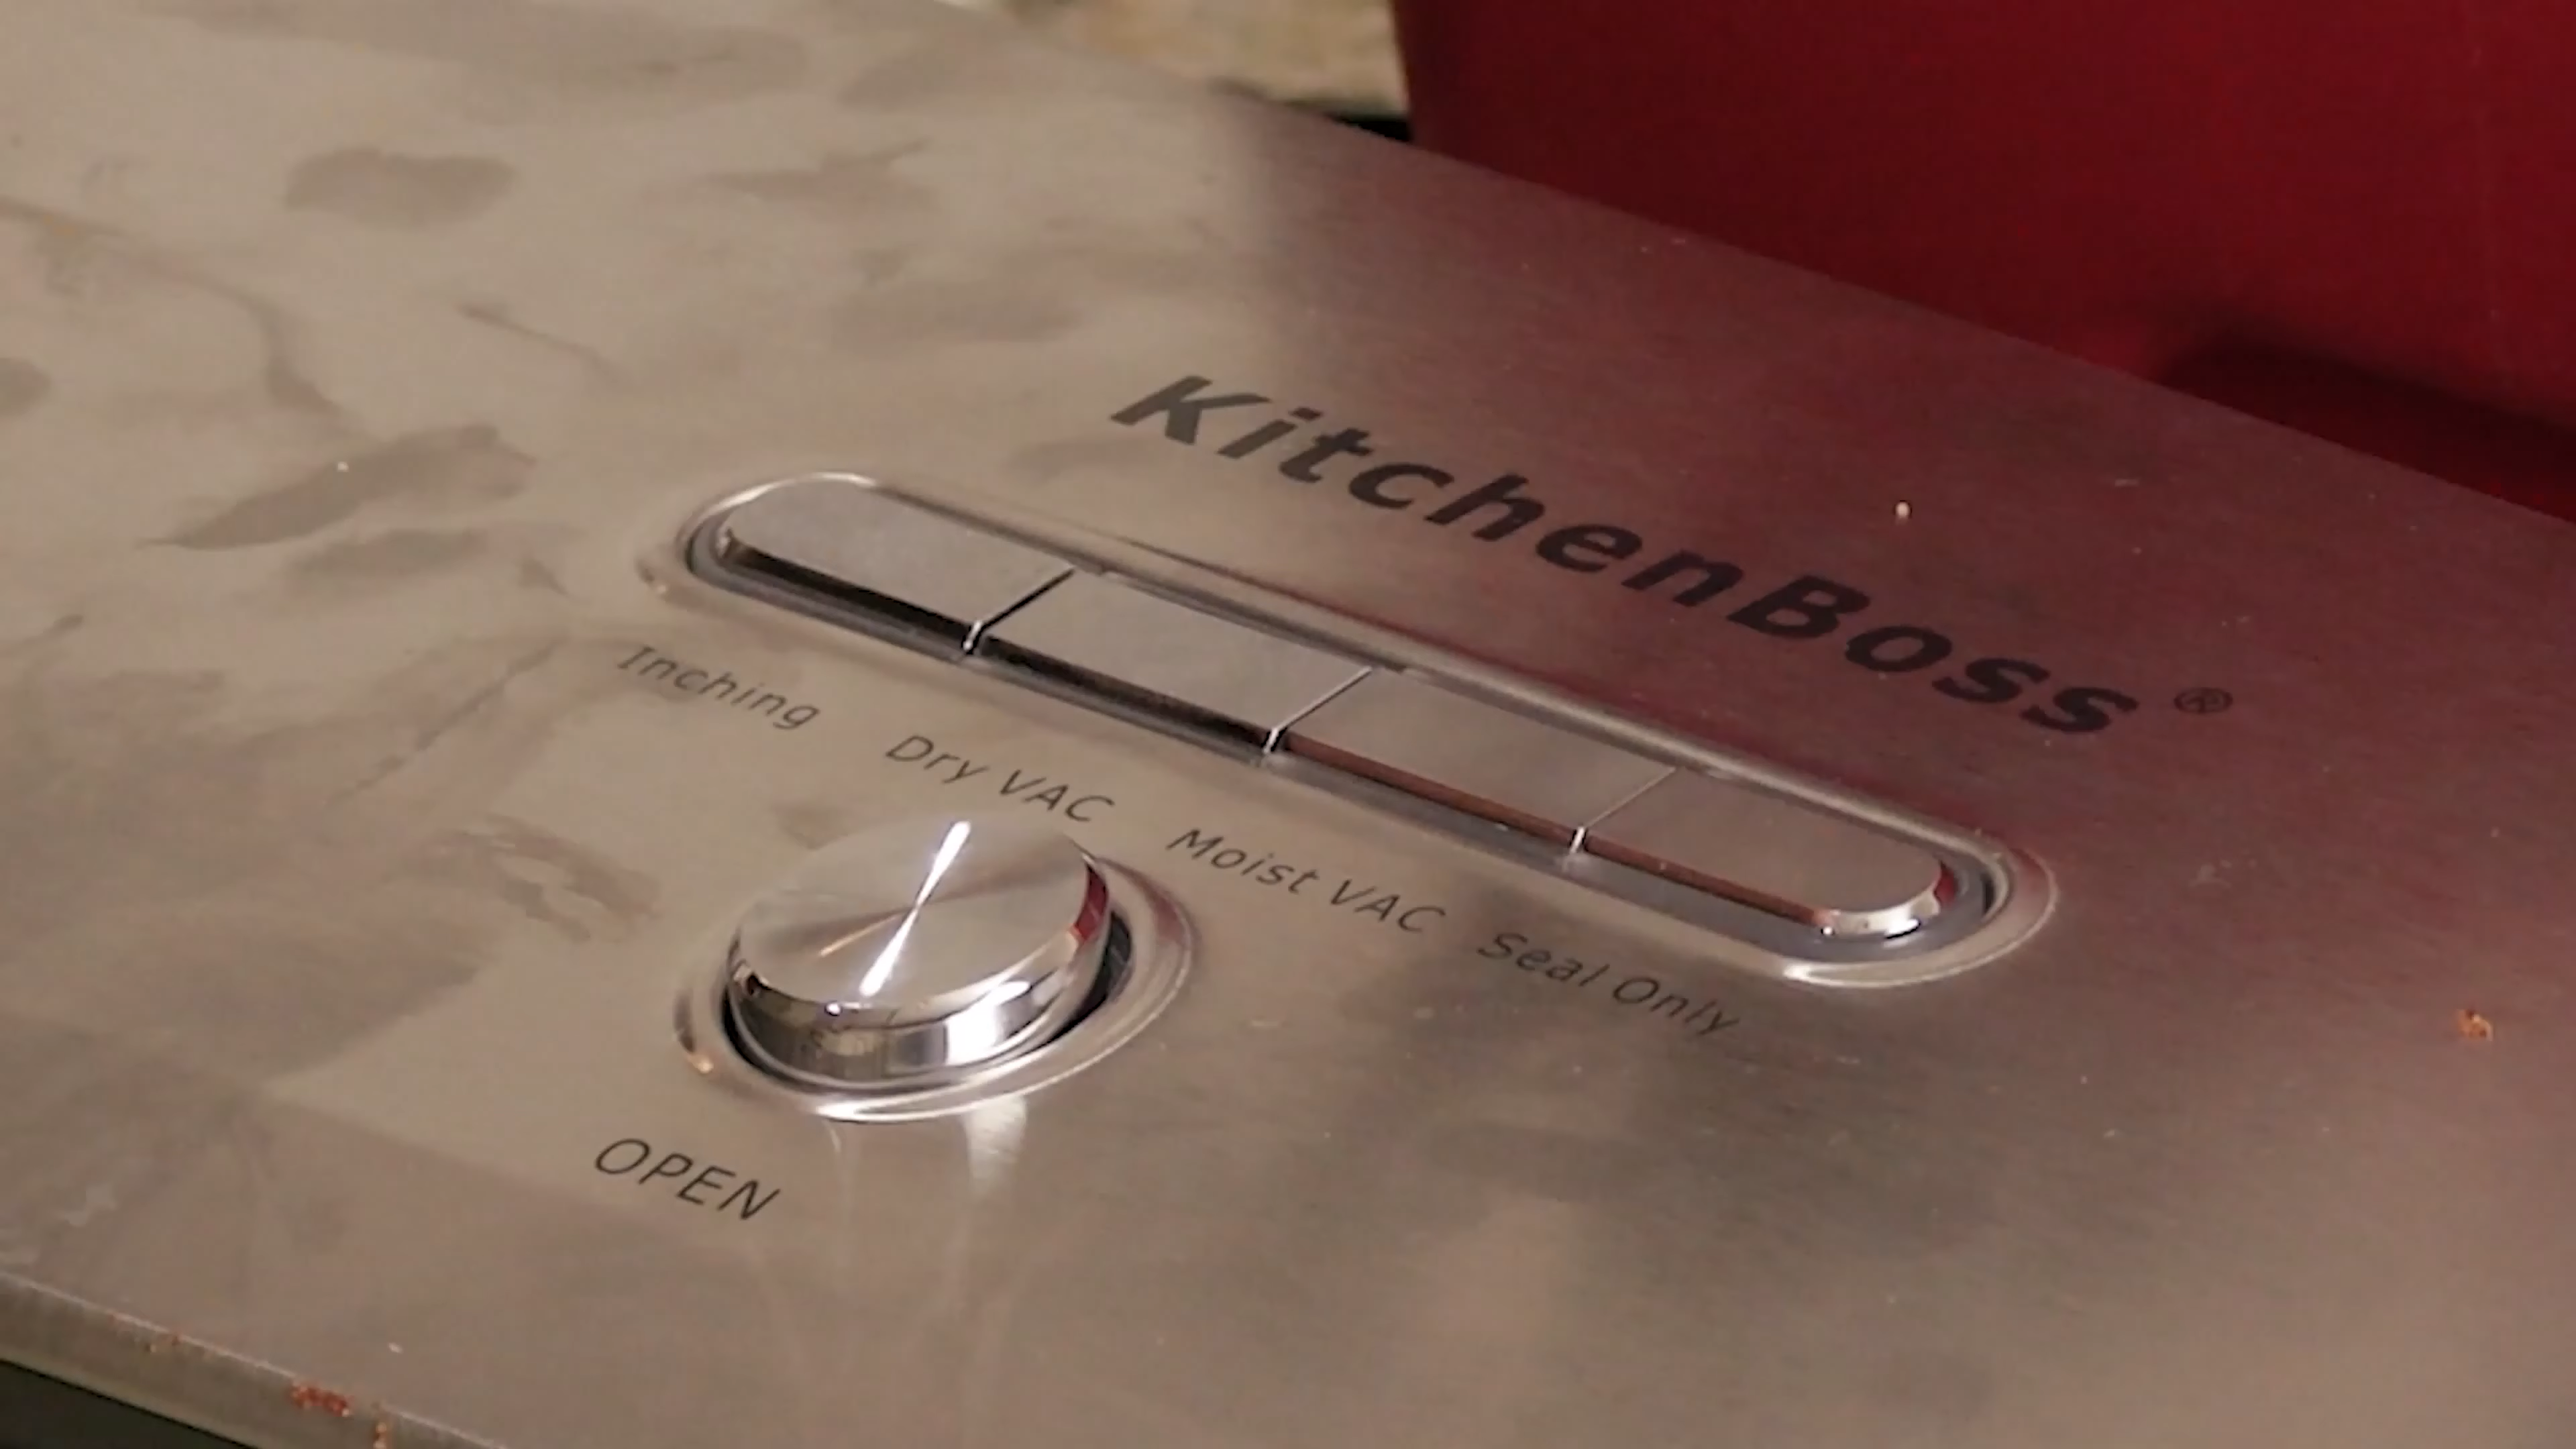 KitchenBoss®
Inching
Dry VAC
Moist VAC
Seal Only
OPEN